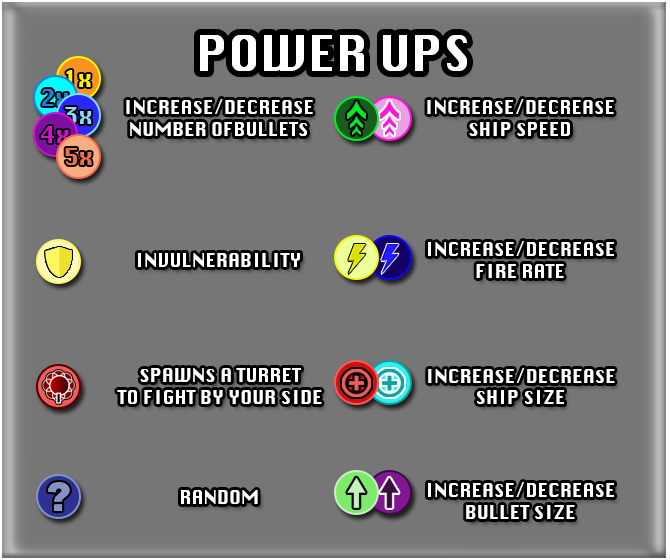 POWER UPS
1x
2x
3x
4x
5x
INCREASE/DECREASE
NUMBER OFBULLETS
INCREASE/DECREASE
SHIP SPEED
INVULNERABILITY
INCREASE/DECREASE
FIRE RATE
SPAWNS A TURRET
TO FIGHT BY YOUR SIDE
INCREASE/DECREASE
SHIP SIZE
?
RANDOM
INCREASE/DECREASE
BULLET SIZE